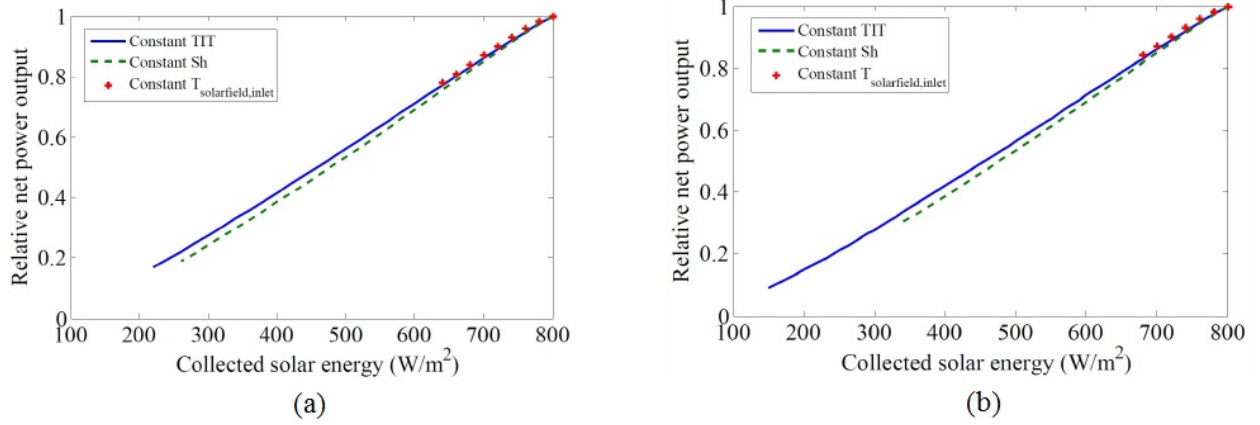 1
0.8
0.6
0.4
0.2
0
Relative net power output
Constant TIT
Constant Sh
Constant T_solarfield,inlet
100 200 300 400 500 600 700 800
Collected solar energy (W/m²)
(a)
1
0.8
0.6
0.4
0.2
0
Relative net power output
Constant TIT
Constant Sh
Constant T_solarfield,inlet
100 200 300 400 500 600 700 800
Collected solar energy (W/m²)
(b)